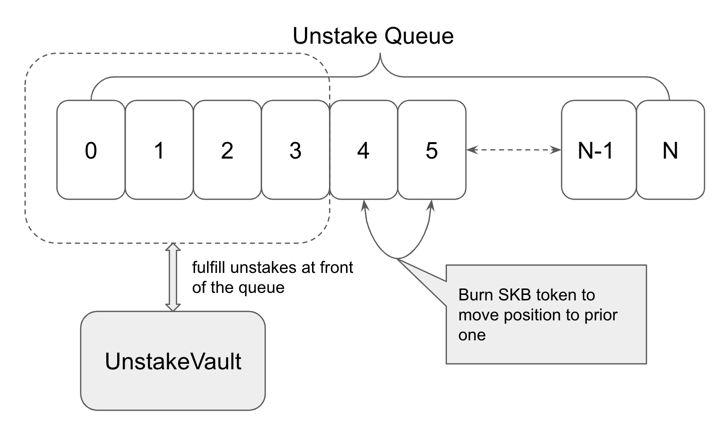 Unstake Queue
0 1 2 3 4 5 N-1 N
fulfill unstakes at front
of the queue
Burn SKB token to
move position to prior
one
UnstakeVault